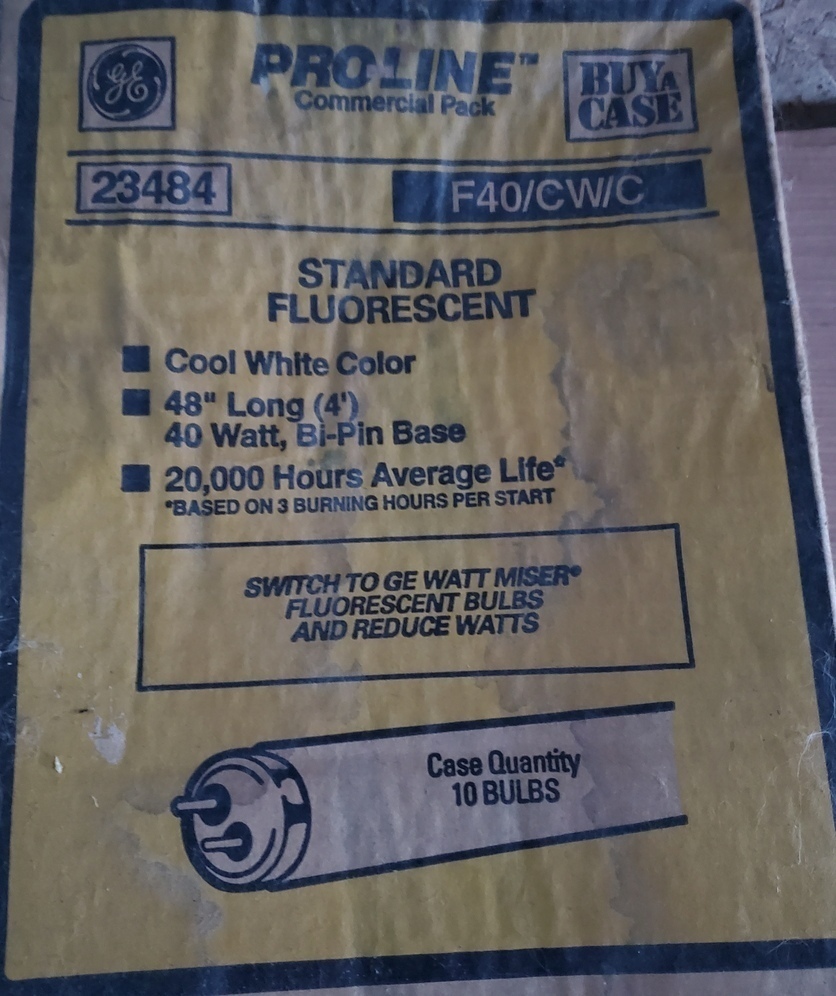 GE
PROLINE™
Commercial Pack
BUY A
CASE
23484
F40/CW/C
STANDARD
FLUORESCENT
■ Cool White Color
■ 48" Long (4')
40 Watt, Bi-Pin Base
■ 20,000 Hours Average Life*
*BASED ON 3 BURNING HOURS PER START
SWITCH TO GE WATT MISER®
FLUORESCENT BULBS
AND REDUCE WATTS
Case Quantity
10 BULBS